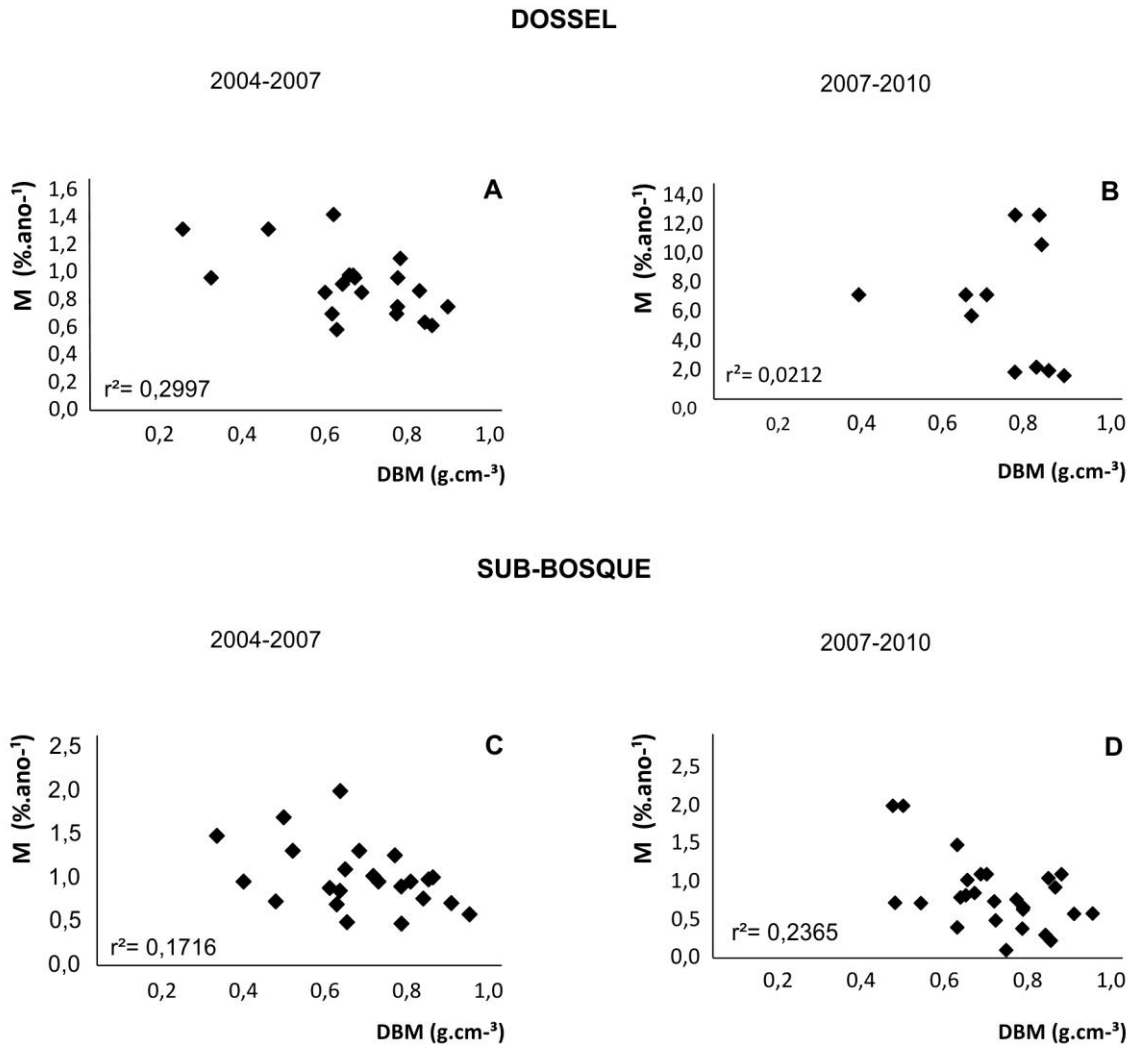 DOSSEL
2004-2007
2007-2010
A
M (%.ano-¹)
1,6
1,4
1,2
1,0
0,8
0,6
0,4
0,2
0,0
r²= 0,2997
0,2 0,4 0,6 0,8 1,0
DBM (g.cm-³)
B
M (%.ano-¹)
14,0
12,0
10,0
8,0
6,0
4,0
2,0
0,0
r²= 0,0212
0,2 0,4 0,6 0,8 1,0
DBM (g.cm-³)
SUB-BOSQUE
2004-2007
2007-2010
C
M (%.ano-¹)
2,5
2,0
1,5
1,0
0,5
0,0
r²= 0,1716
0,2 0,4 0,6 0,8 1,0
DBM (g.cm-³)
D
M (%.ano-¹)
2,5
2,0
1,5
1,0
0,5
0,0
r²= 0,2365
0,2 0,4 0,6 0,8 1,0
DBM (g.cm-³)